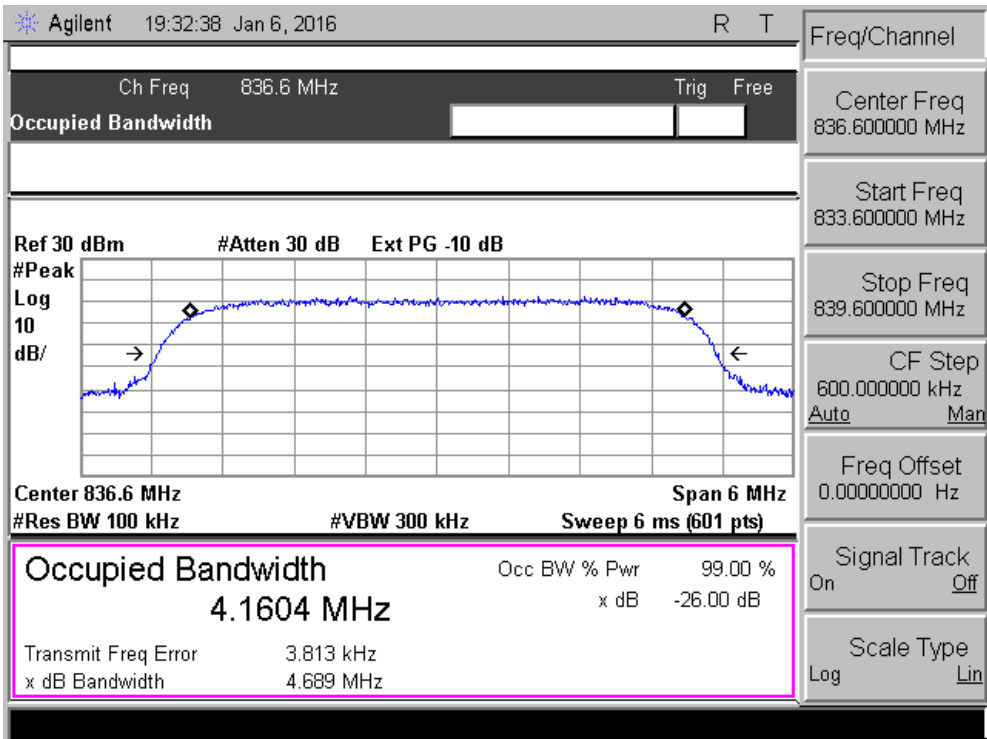 Agilent 19:32:38 Jan 6, 2016 R T
Ch Freq 836.6 MHz Trig Free
Occupied Bandwidth
Ref 30 dBm #Atten 30 dB Ext PG -10 dB
#Peak
Log
10
dB/
Center 836.6 MHz Span 6 MHz
#Res BW 100 kHz #VBW 300 kHz Sweep 6 ms (601 pts)
Occupied Bandwidth Occ BW % Pwr 99.00 %
4.1604 MHz x dB -26.00 dB
Transmit Freq Error 3.813 kHz
x dB Bandwidth 4.689 MHz
Freq/Channel
Center Freq
836.600000 MHz
Start Freq
833.600000 MHz
Stop Freq
839.600000 MHz
CF Step
600.000000 kHz
Auto Man
Freq Offset
0.00000000 Hz
Signal Track
On Off
Scale Type
Log Lin